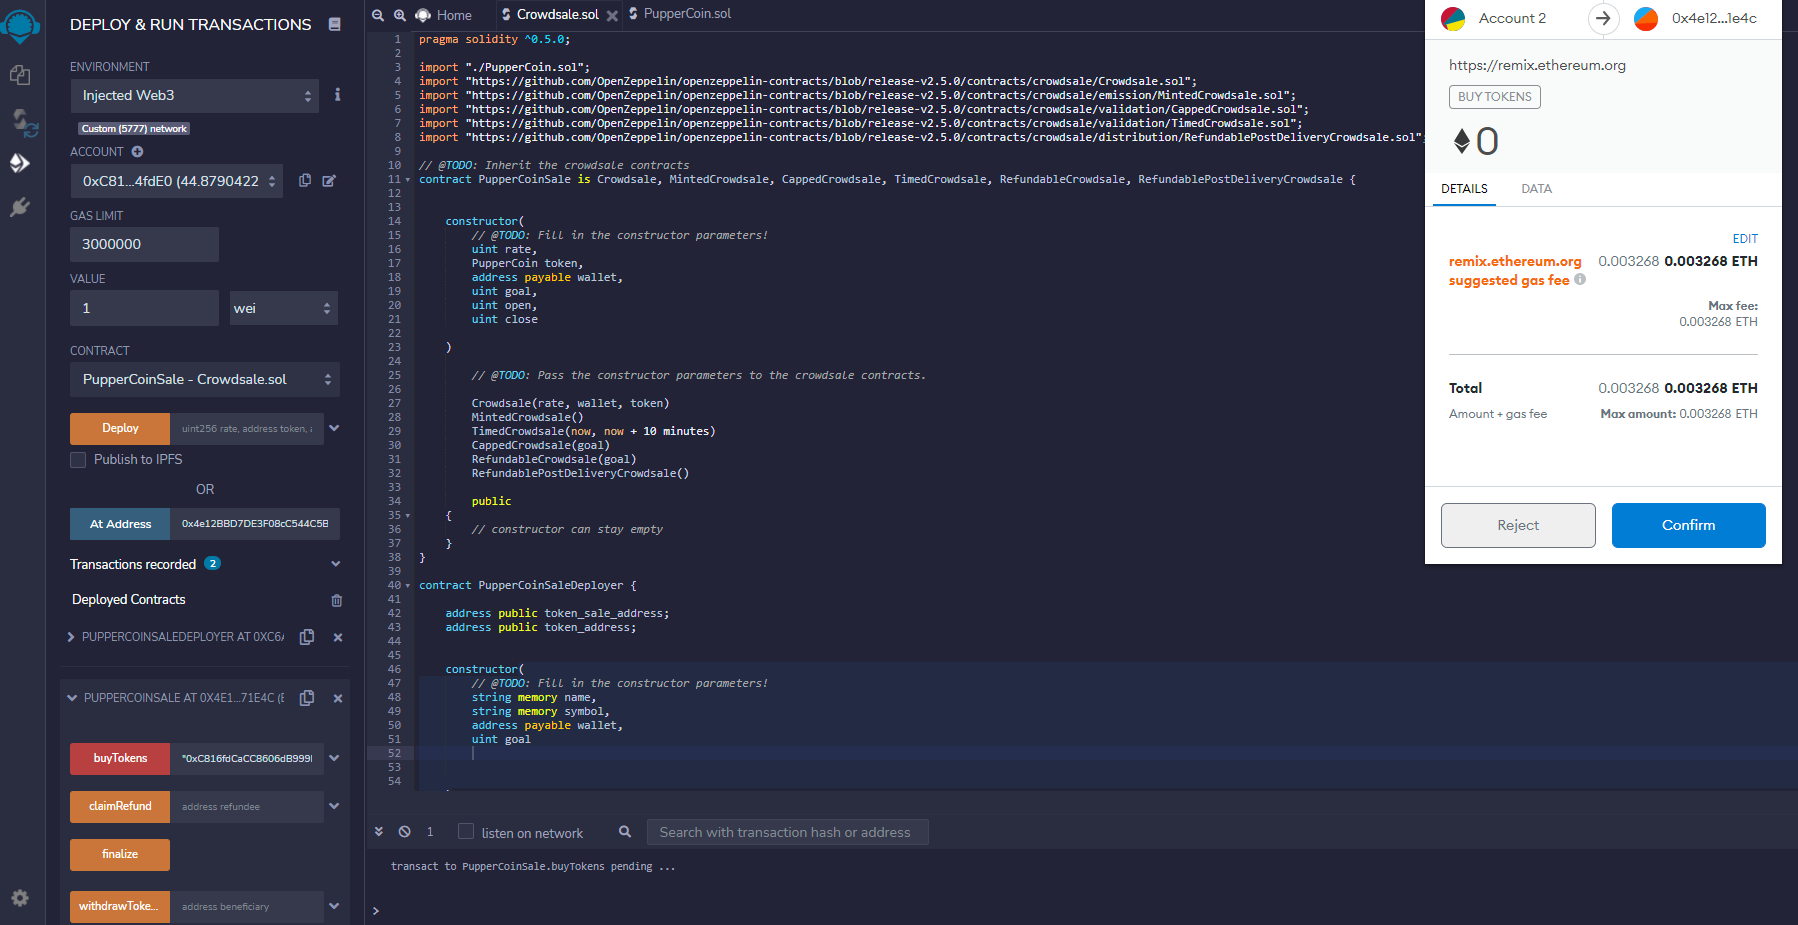 DEPLOY & RUN TRANSACTIONS
ENVIRONMENT
Injected Web3
Custom (5777) network
ACCOUNT
0xC81...4fdE0 (44.8790422
GAS LIMIT
3000000
VALUE
1
wei
CONTRACT
PupperCoinSale - Crowdsale.sol
Deploy
uint256 rate, address token, a
Publish to IPFS
OR
At Address
0x4e12BBD7DE3F08cC544C5B
Transactions recorded 2
Deployed Contracts
PUPPERCOINSALEDEPLOYER AT 0XC6A
PUPPERCOINSALE AT 0X4E1...71E4C (B
buyTokens
"0xC816fdCaCC8606dB999
claimRefund
address refundee
finalize
withdrawToke...
address beneficiary
Home
Crowdsale.sol
PupperCoin.sol
1 pragma solidity ^0.5.0;
2
3 import "./PupperCoin.sol";
4 import "https://github.com/OpenZeppelin/openzeppelin-contracts/blob/release-v2.5.0/contracts/crowdsale/Crowdsale.sol";
5 import "https://github.com/OpenZeppelin/openzeppelin-contracts/blob/release-v2.5.0/contracts/crowdsale/emission/MintedCrowdsale.sol";
6 import "https://github.com/OpenZeppelin/openzeppelin-contracts/blob/release-v2.5.0/contracts/crowdsale/validation/CappedCrowdsale.sol";
7 import "https://github.com/OpenZeppelin/openzeppelin-contracts/blob/release-v2.5.0/contracts/crowdsale/validation/TimedCrowdsale.sol";
8 import "https://github.com/OpenZeppelin/openzeppelin-contracts/blob/release-v2.5.0/contracts/crowdsale/distribution/RefundablePostDeliveryCrowdsale.sol";
9
10 // @TODO: Inherit the crowdsale contracts
11 contract PupperCoinSale is Crowdsale, MintedCrowdsale, CappedCrowdsale, TimedCrowdsale, RefundableCrowdsale, RefundablePostDeliveryCrowdsale {
12
13
14 constructor(
15 // @TODO: Fill in the constructor parameters!
16 uint rate,
17 PupperCoin token,
18 address payable wallet,
19 uint goal,
20 uint open,
21 uint close
22
23 )
24
25 // @TODO: Pass the constructor parameters to the crowdsale contracts.
26
27 Crowdsale(rate, wallet, token)
28 MintedCrowdsale()
29 TimedCrowdsale(now, now + 10 minutes)
30 CappedCrowdsale(goal)
31 RefundableCrowdsale(goal)
32 RefundablePostDeliveryCrowdsale()
33
34 public
35 {
36 // constructor can stay empty
37 }
38 }
39
40 contract PupperCoinSaleDeployer {
41
42 address public token_sale_address;
43 address public token_address;
44
45
46 constructor(
47 // @TODO: Fill in the constructor parameters!
48 string memory name,
49 string memory symbol,
50 address payable wallet,
51 uint goal
52
53
54
1
listen on network
Search with transaction hash or address
transact to PupperCoinSale.buyTokens pending ...
>
Account 2
0x4e12...1e4c
https://remix.ethereum.org
BUY TOKENS
0
DETAILS
DATA
EDIT
remix.ethereum.org 0.003268 0.003268 ETH
suggested gas fee
Max fee:
0.003268 ETH
Total 0.003268 0.003268 ETH
Amount + gas fee Max amount: 0.003268 ETH
Reject
Confirm